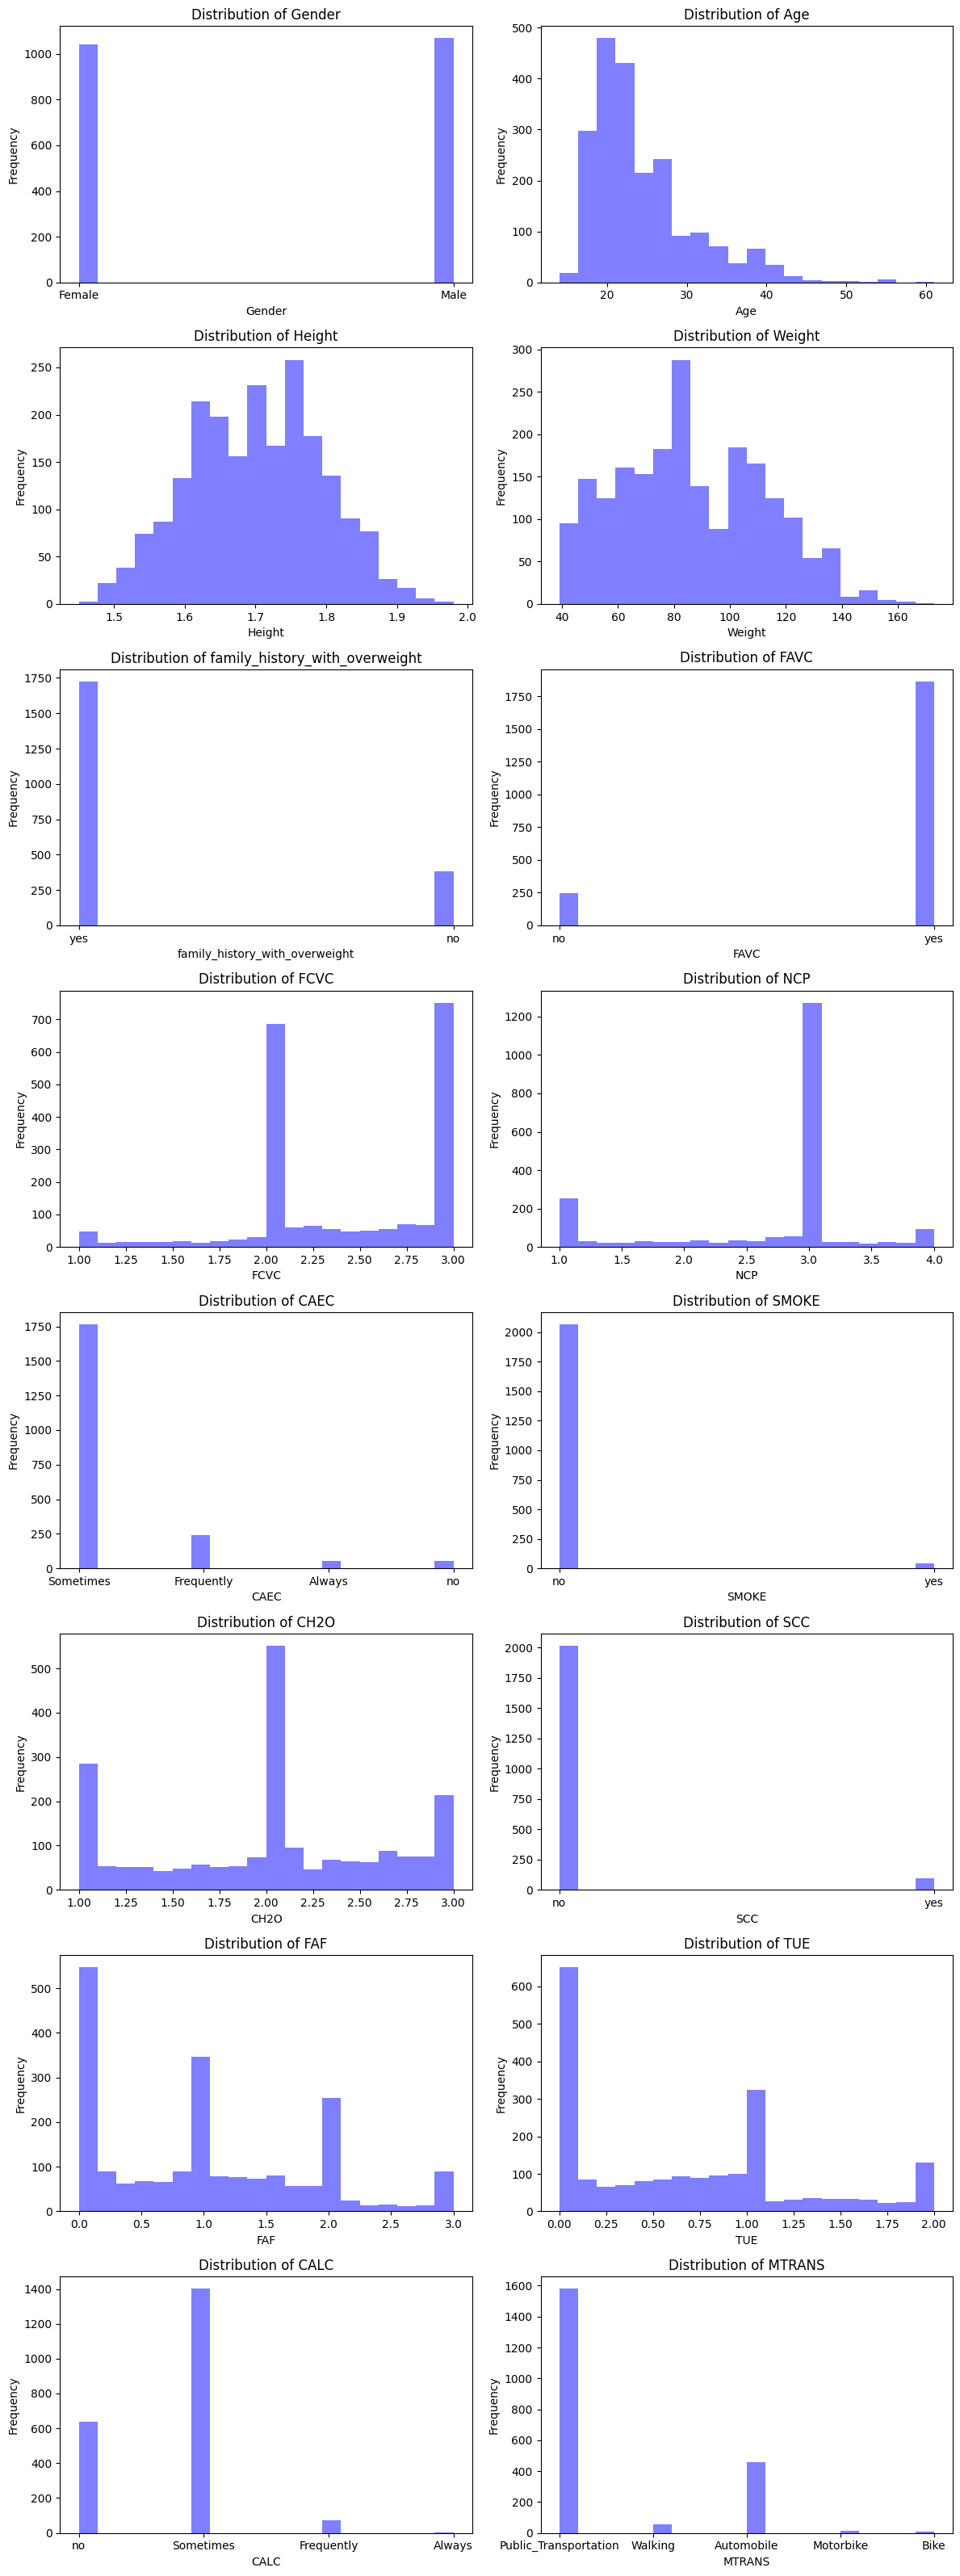 Distribution of Gender
Frequency
1000
800
600
400
200
0
Female Male
Gender
Distribution of Age
Frequency
500
400
300
200
100
0
20 30 40 50 60
Age
Distribution of Height
Frequency
250
200
150
100
50
0
1.5 1.6 1.7 1.8 1.9 2.0
Height
Distribution of Weight
Frequency
300
250
200
150
100
50
0
40 60 80 100 120 140 160
Weight
Distribution of family_history_with_overweight
Frequency
1750
1500
1250
1000
750
500
250
0
yes no
family_history_with_overweight
Distribution of FAVC
Frequency
1750
1500
1250
1000
750
500
250
0
no yes
FAVC
Distribution of FCVC
Frequency
700
600
500
400
300
200
100
0
1.00 1.25 1.50 1.75 2.00 2.25 2.50 2.75 3.00
FCVC
Distribution of NCP
Frequency
1200
1000
800
600
400
200
0
1.0 1.5 2.0 2.5 3.0 3.5 4.0
NCP
Distribution of CAEC
Frequency
1750
1500
1250
1000
750
500
250
0
Sometimes Frequently Always no
CAEC
Distribution of SMOKE
Frequency
2000
1750
1500
1250
1000
750
500
250
0
no yes
SMOKE
Distribution of CH2O
Frequency
500
400
300
200
100
0
1.00 1.25 1.50 1.75 2.00 2.25 2.50 2.75 3.00
CH2O
Distribution of SCC
Frequency
2000
1750
1500
1250
1000
750
500
250
0
no yes
SCC
Distribution of FAF
Frequency
500
400
300
200
100
0
0.0 0.5 1.0 1.5 2.0 2.5 3.0
FAF
Distribution of TUE
Frequency
600
500
400
300
200
100
0
0.00 0.25 0.50 0.75 1.00 1.25 1.50 1.75 2.00
TUE
Distribution of CALC
Frequency
1400
1200
1000
800
600
400
200
0
no Sometimes Frequently Always
CALC
Distribution of MTRANS
Frequency
1600
1400
1200
1000
800
600
400
200
0
Public_Transportation Walking Automobile Motorbike Bike
MTRANS